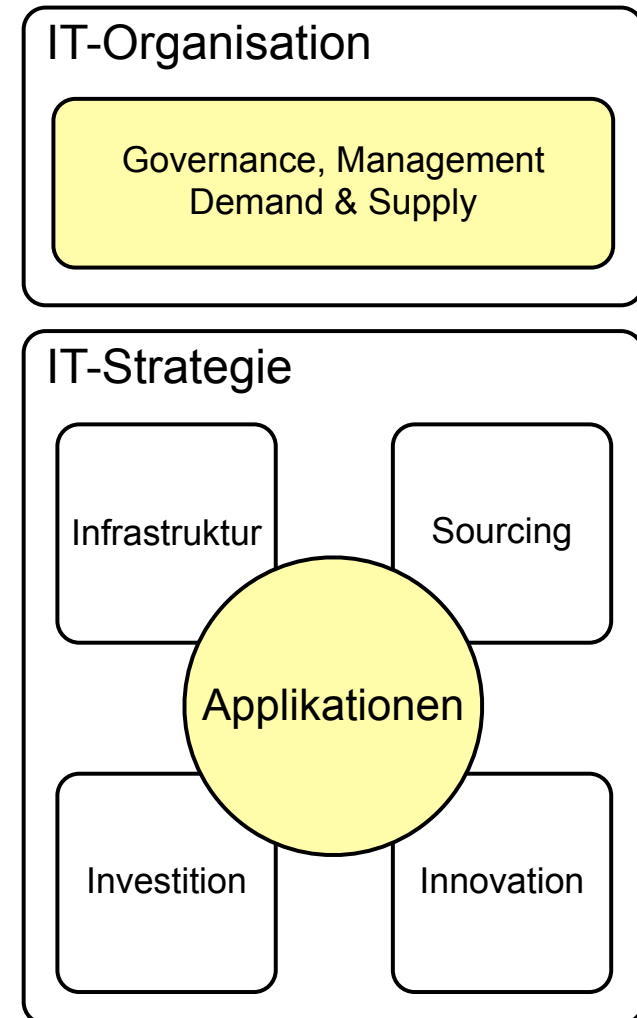 IT-Organisation
Governance, Management
Demand & Supply
IT-Strategie
Infrastruktur
Sourcing
Applikationen
Investition
Innovation